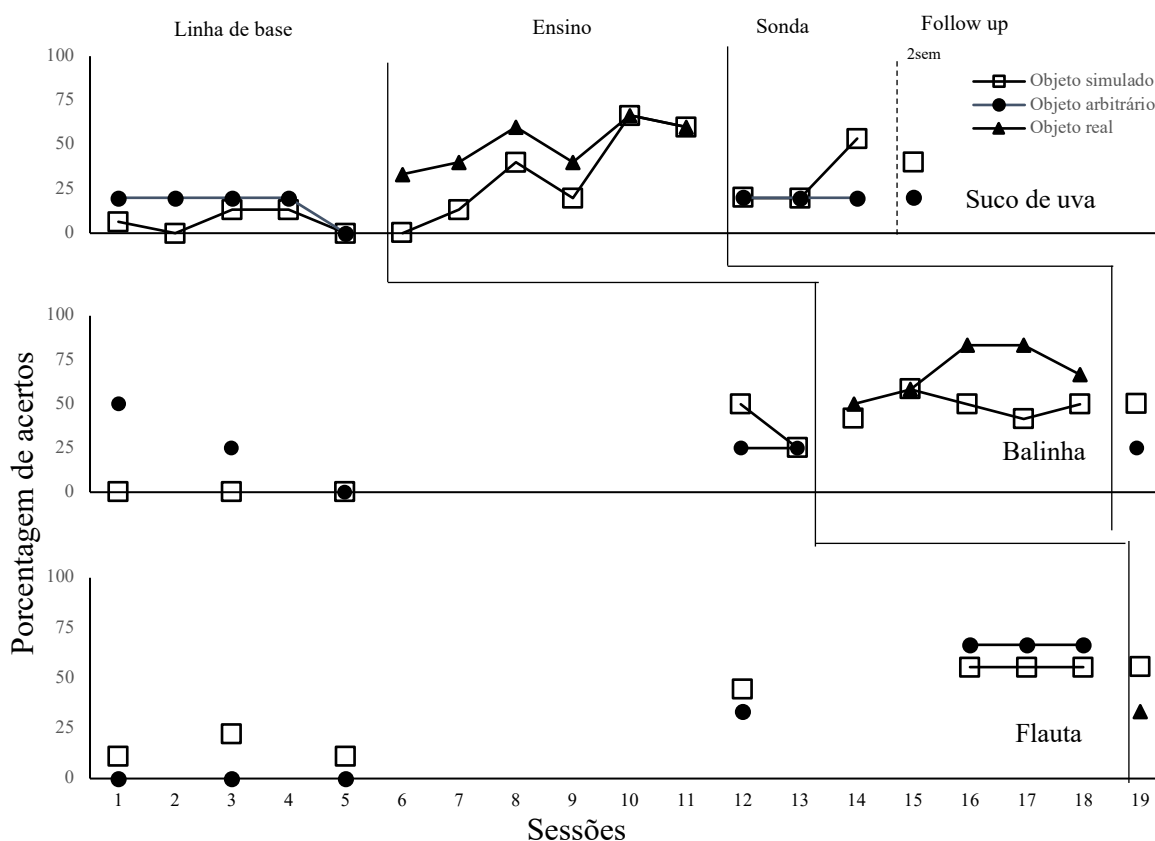 Linha de base
Ensino
Sonda
Follow up
2sem
Objeto simulado
Objeto arbitrário
Objeto real
100
75
50
25
0
Suco de uva
Porcentagem de acertos
100
75
50
25
0
Balinha
100
75
50
25
0
Flauta
1 2 3 4 5 6 7 8 9 10 11 12 13 14 15 16 17 18 19
Sessões